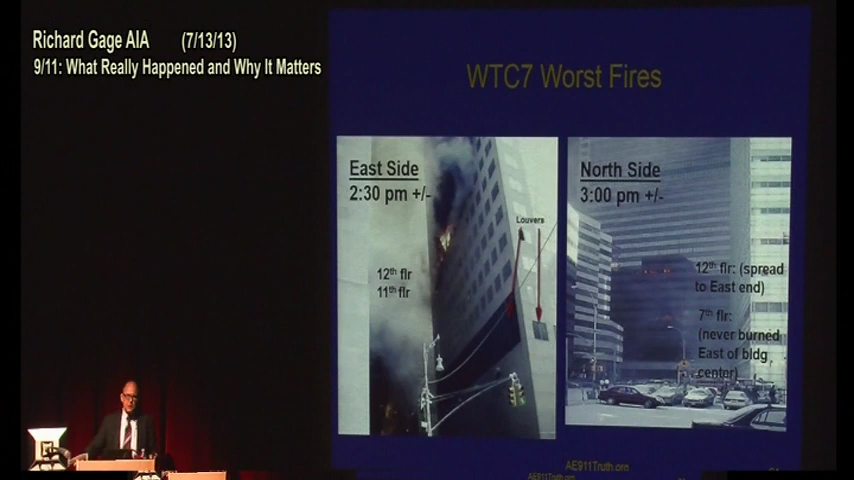 Richard Gage AIA (7/13/13)
9/11: What Really Happened and Why It Matters
WTC7 Worst Fires
East Side
2:30 pm +/-
Louvers
12th flr
11th flr
North Side
3:00 pm +/-
12th flr: (spread
to East end)
7th flr:
(never burned
East of bldg
center)
AE911Truth.org
AE911Truth.org